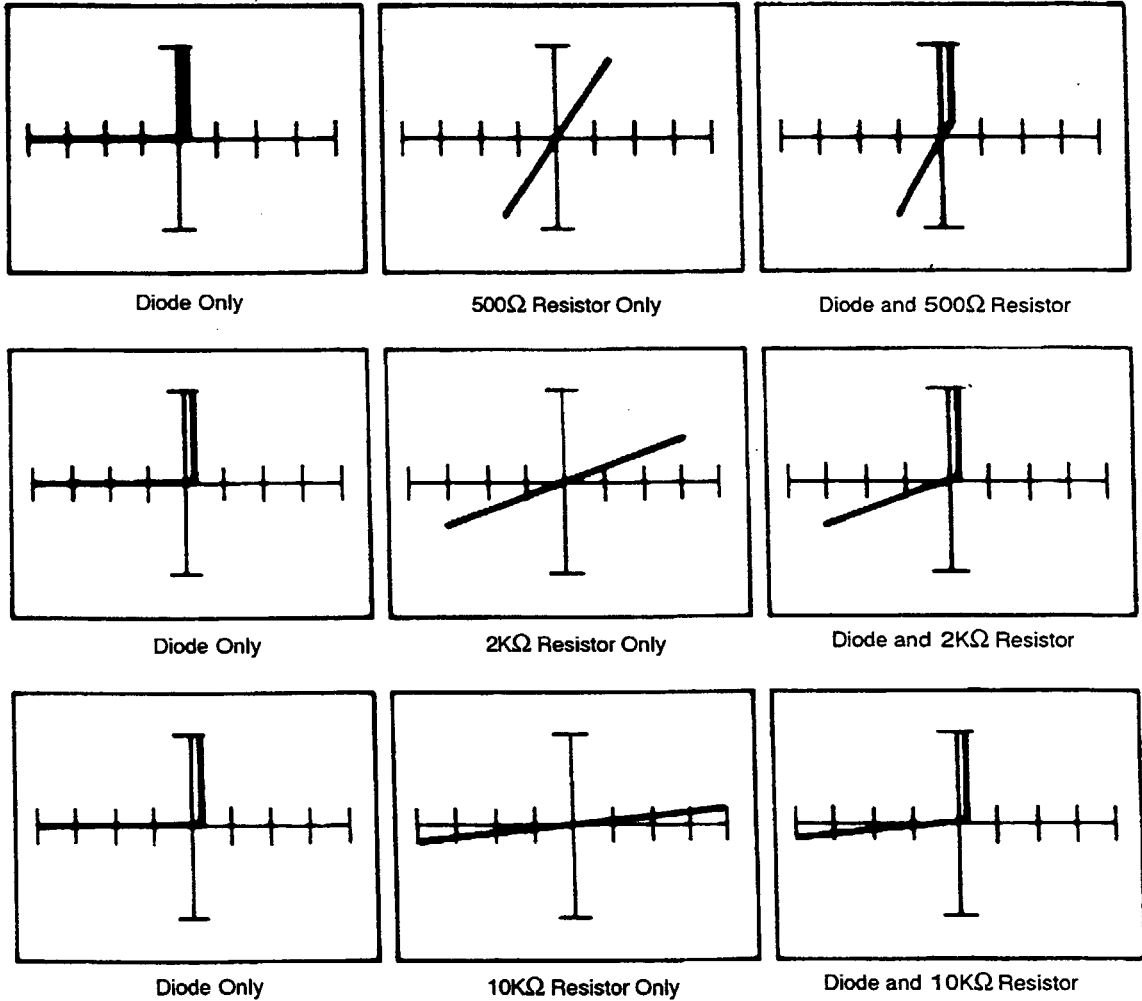 Diode Only
500Ω Resistor Only
Diode and 500Ω Resistor
Diode Only
2KΩ Resistor Only
Diode and 2KΩ Resistor
Diode Only
10KΩ Resistor Only
Diode and 10KΩ Resistor